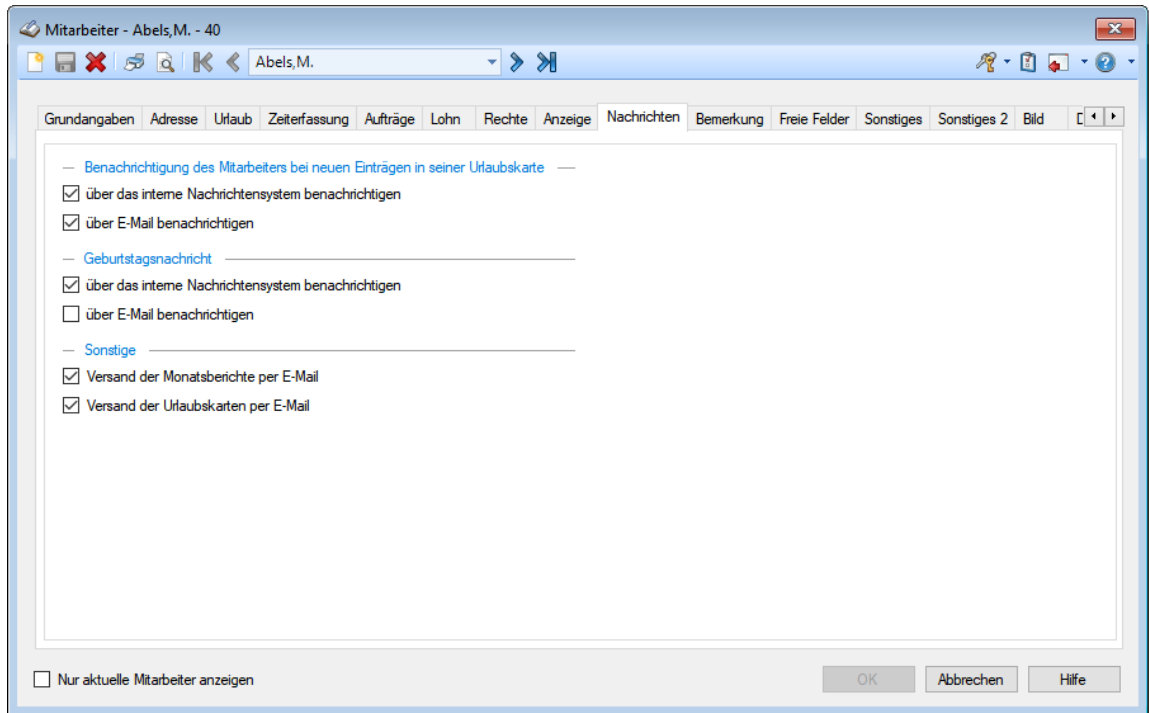 Mitarbeiter - Abels,M. - 40
Abels,M.
Grundangaben Adresse Urlaub Zeiterfassung Aufträge Lohn Rechte Anzeige Nachrichten Bemerkung Freie Felder Sonstiges Sonstiges 2 Bild
Benachrichtigung des Mitarbeiters bei neuen Einträgen in seiner Urlaubskarte
über das interne Nachrichtensystem benachrichtigen
über E-Mail benachrichtigen
Geburtstagsnachricht
über das interne Nachrichtensystem benachrichtigen
über E-Mail benachrichtigen
Sonstige
Versand der Monatsberichte per E-Mail
Versand der Urlaubskarten per E-Mail
Nur aktuelle Mitarbeiter anzeigen OK Abbrechen Hilfe